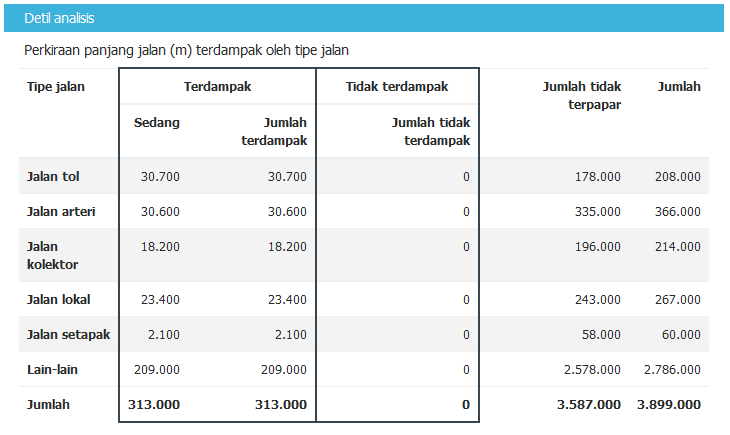 Detil analisis
Perkiraan panjang jalan (m) terdampak oleh tipe jalan
Tipe jalan Terdampak Tidak terdampak Jumlah tidak terpapar Jumlah
Sedang Jumlah terdampak Jumlah tidak terdampak
Jalan tol 30.700 30.700 0 178.000 208.000
Jalan arteri 30.600 30.600 0 335.000 366.000
Jalan kolektor 18.200 18.200 0 196.000 214.000
Jalan lokal 23.400 23.400 0 243.000 267.000
Jalan setapak 2.100 2.100 0 58.000 60.000
Lain-lain 209.000 209.000 0 2.578.000 2.786.000
Jumlah 313.000 313.000 0 3.587.000 3.899.000